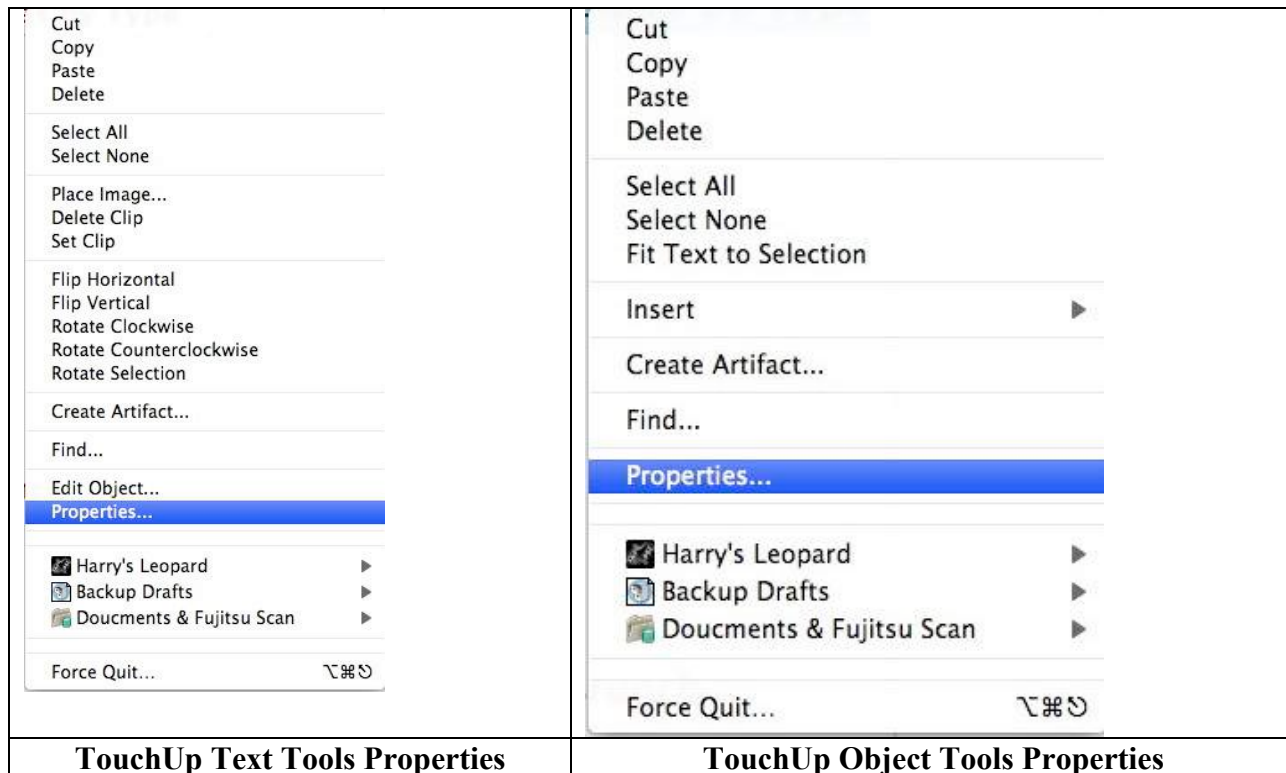 Cut
Copy
Paste
Delete
Select All
Select None
Place Image...
Delete Clip
Set Clip
Flip Horizontal
Flip Vertical
Rotate Clockwise
Rotate Counterclockwise
Rotate Selection
Create Artifact...
Find...
Edit Object...
Properties...
Harry's Leopard
Backup Drafts
Doucments & Fujitsu Scan
Force Quit... ⌥⌘⎋
TouchUp Text Tools Properties
Cut
Copy
Paste
Delete
Select All
Select None
Fit Text to Selection
Insert
Create Artifact...
Find...
Properties...
Harry's Leopard
Backup Drafts
Doucments & Fujitsu Scan
Force Quit... ⌥⌘⎋
TouchUp Object Tools Properties